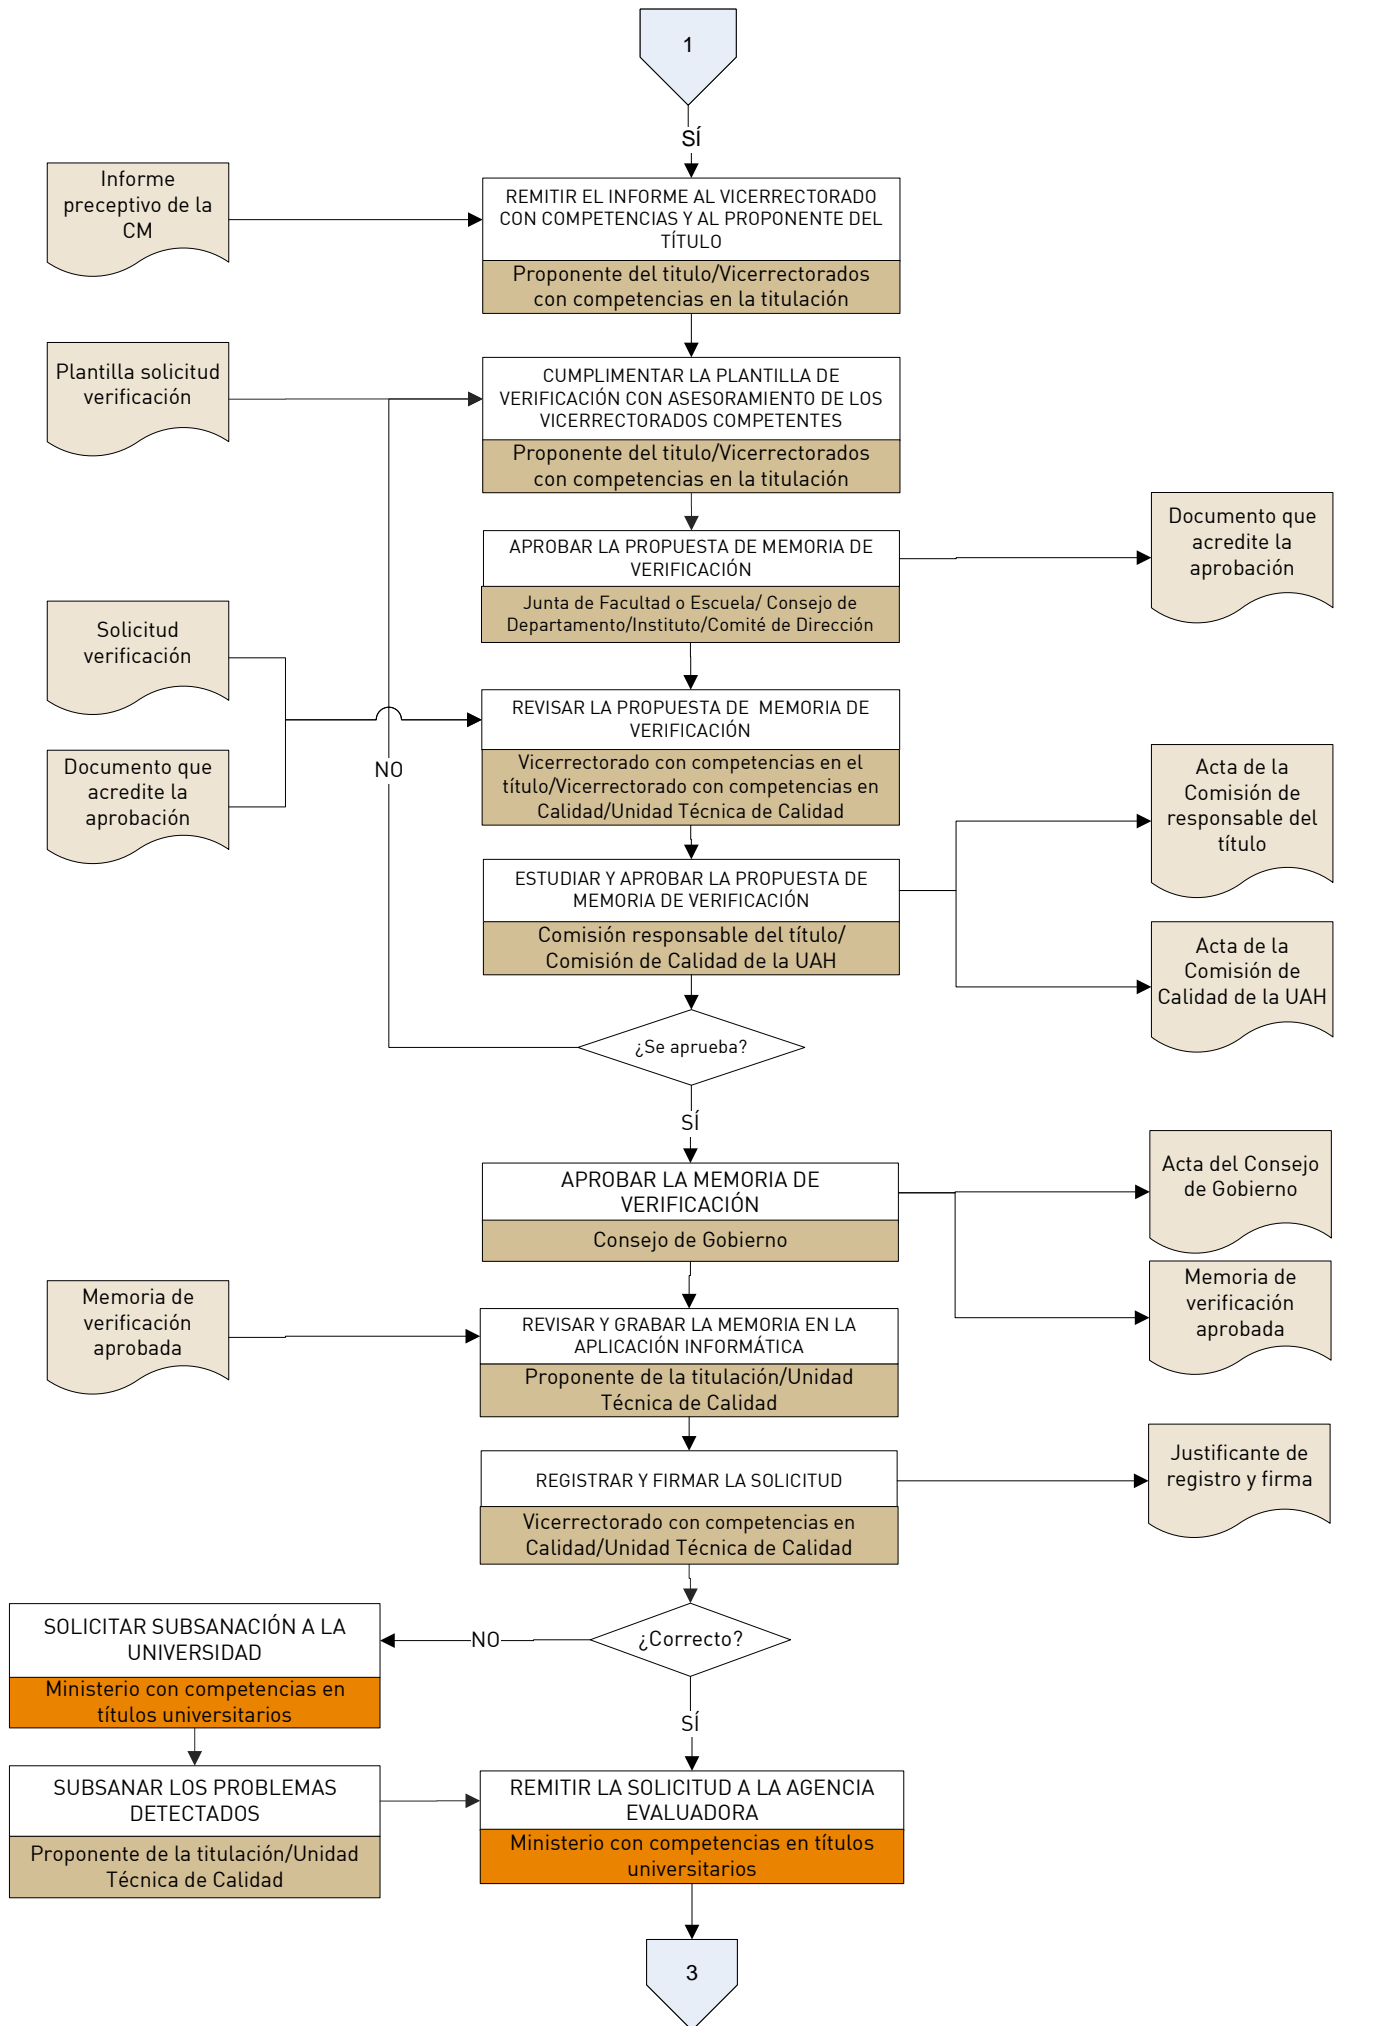 1
SÍ
Informe
preceptivo de la
CM
REMITIR EL INFORME AL VICERRECTORADO
CON COMPETENCIAS Y AL PROPONENTE DEL
TÍTULO
Proponente del titulo/Vicerrectorados
con competencias en la titulación
Plantilla solicitud
verificación
CUMPLIMENTAR LA PLANTILLA DE
VERIFICACIÓN CON ASESORAMIENTO DE LOS
VICERRECTORADOS COMPETENTES
Proponente del titulo/Vicerrectorados
con competencias en la titulación
APROBAR LA PROPUESTA DE MEMORIA DE
VERIFICACIÓN
Junta de Facultad o Escuela/ Consejo de
Departamento/Instituto/Comité de Dirección
Documento que
acredite la
aprobación
Solicitud
verificación
Documento que
acredite la
aprobación
NO
REVISAR LA PROPUESTA DE  MEMORIA DE
VERIFICACIÓN
Vicerrectorado con competencias en el
título/Vicerrectorado con competencias en
Calidad/Unidad Técnica de Calidad
ESTUDIAR Y APROBAR LA PROPUESTA DE
MEMORIA DE VERIFICACIÓN
Comisión responsable del título/
Comisión de Calidad de la UAH
Acta de la
Comisión de
responsable del
título
Acta de la
Comisión de
Calidad de la UAH
¿Se aprueba?
SÍ
APROBAR LA MEMORIA DE
VERIFICACIÓN
Consejo de Gobierno
Acta del Consejo
de Gobierno
Memoria de
verificación
aprobada
Memoria de
verificación
aprobada
REVISAR Y GRABAR LA MEMORIA EN LA
APLICACIÓN INFORMÁTICA
Proponente de la titulación/Unidad
Técnica de Calidad
REGISTRAR Y FIRMAR LA SOLICITUD
Vicerrectorado con competencias en
Calidad/Unidad Técnica de Calidad
Justificante de
registro y firma
¿Correcto?
NO
SOLICITAR SUBSANACIÓN A LA
UNIVERSIDAD
Ministerio con competencias en
títulos universitarios
SÍ
SUBSANAR LOS PROBLEMAS
DETECTADOS
Proponente de la titulación/Unidad
Técnica de Calidad
REMITIR LA SOLICITUD A LA AGENCIA
EVALUADORA
Ministerio con competencias en títulos
universitarios
3